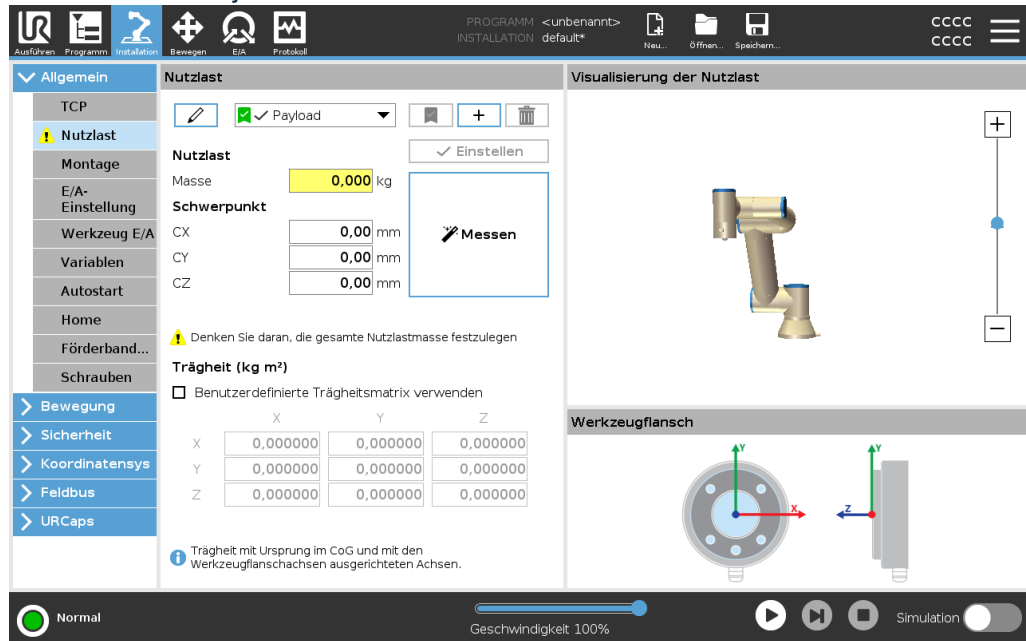 PROGRAMM <unbenannt>
INSTALLATION default*
CCCC
CCCC
Ausführen Programm Installation Bewegen E/A Protokoll Neu... Öffnen... Speichern...
Allgemein
TCP
Nutzlast
Montage
E/A-
Einstellung
Werkzeug E/A
Variablen
Autostart
Home
Förderband...
Schrauben
Bewegung
Sicherheit
Koordinatensys
Feldbus
URCaps
Nutzlast
Payload
Nutzlast
Einstellen
Masse 0,000 kg
Schwerpunkt
CX 0,00 mm
CY 0,00 mm
CZ 0,00 mm
Messen
Denken Sie daran, die gesamte Nutzlastmasse festzulegen
Trägheit (kg m²)
Benutzerdefinierte Trägheitsmatrix verwenden
X Y Z
X 0,000000 0,000000 0,000000
Y 0,000000 0,000000 0,000000
Z 0,000000 0,000000 0,000000
Trägheit mit Ursprung im CoG und mit den
Werkzeugflanschachsen ausgerichteten Achsen.
Visualisierung der Nutzlast
Werkzeugflansch
Y Y
X Z
Normal
Geschwindigkeit 100%
Simulation